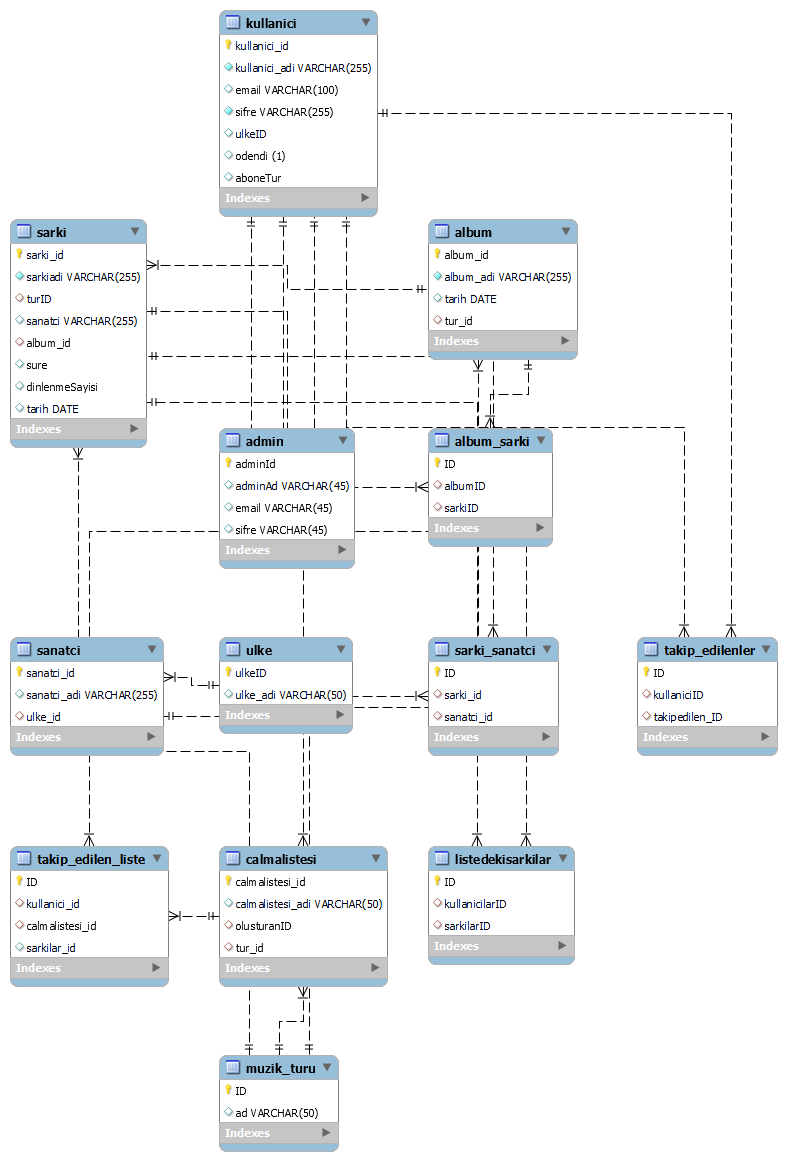 kullanici
kullanici_id
kullanici_adi VARCHAR(255)
email VARCHAR(100)
sifre VARCHAR(255)
ulkeID
odendi (1)
aboneTur
Indexes
sarki
sarki_id
sarkiadi VARCHAR(255)
turID
sanatci VARCHAR(255)
album_id
sure
dinlenmeSayisi
tarih DATE
Indexes
album
album_id
album_adi VARCHAR(255)
tarih DATE
tur_id
Indexes
admin
adminId
adminAd VARCHAR(45)
email VARCHAR(45)
sifre VARCHAR(45)
Indexes
album_sarki
ID
albumID
sarkiID
Indexes
sanatci
sanatci_id
sanatci_adi VARCHAR(255)
ulke_id
Indexes
ulke
ulkeID
ulke_adi VARCHAR(50)
Indexes
sarki_sanatci
ID
sarki_id
sanatci_id
Indexes
takip_edilenler
ID
kullaniciID
takipedilen_ID
Indexes
takip_edilen_liste
ID
kullanici_id
calmalistesi_id
sarkilar_id
Indexes
calmalistesi
calmalistesi_id
calmalistesi_adi VARCHAR(50)
olusturanID
tur_id
Indexes
listedekisarkilar
ID
kullanicilarID
sarkilarID
Indexes
muzik_turu
ID
ad VARCHAR(50)
Indexes